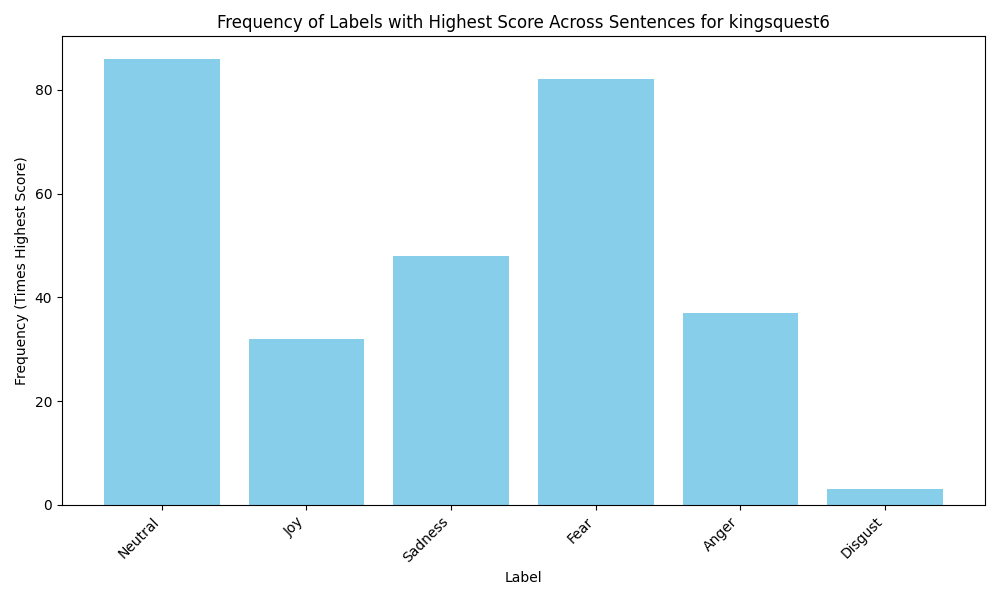 Frequency of Labels with Highest Score Across Sentences for kingsquest6
Frequency (Times Highest Score)
80
60
40
20
0
Neutral
Joy
Sadness
Fear
Anger
Disgust
Label